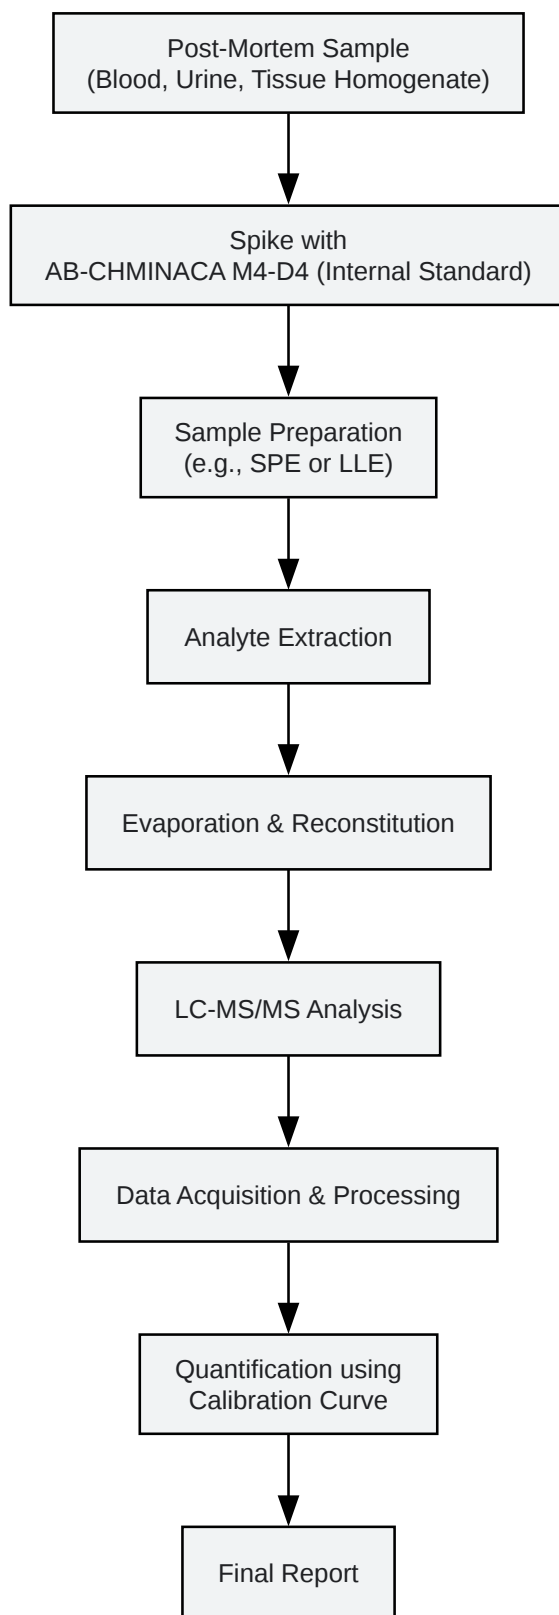 Post-Mortem Sample
(Blood, Urine, Tissue Homogenate)
Spike with
AB-CHMINACA M4-D4 (Internal Standard)
Sample Preparation
(e.g., SPE or LLE)
Analyte Extraction
Evaporation & Reconstitution
LC-MS/MS Analysis
Data Acquisition & Processing
Quantification using
Calibration Curve
Final Report